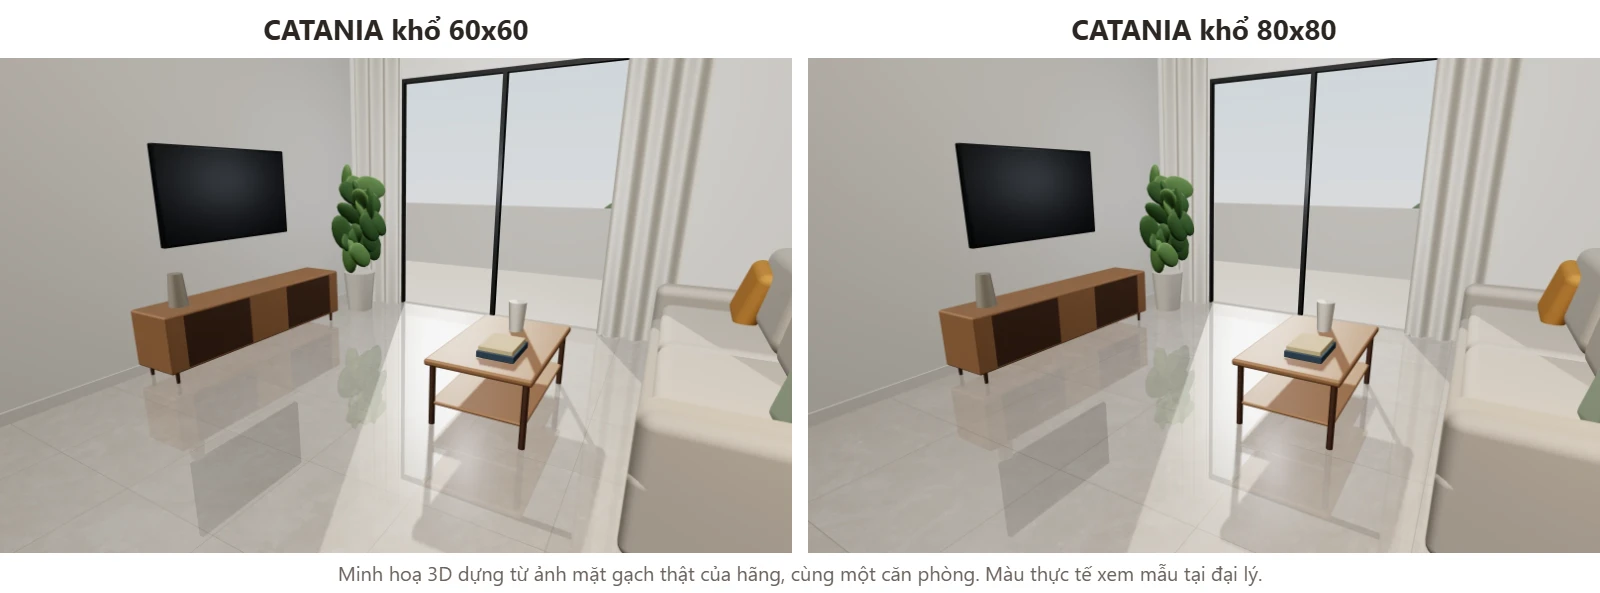 CATANIA khổ 60x60
CATANIA khổ 80x80
Minh hoạ 3D dựng từ ảnh mặt gạch thật của hãng, cùng một căn phòng. Màu thực tế xem mẫu tại đại lý.